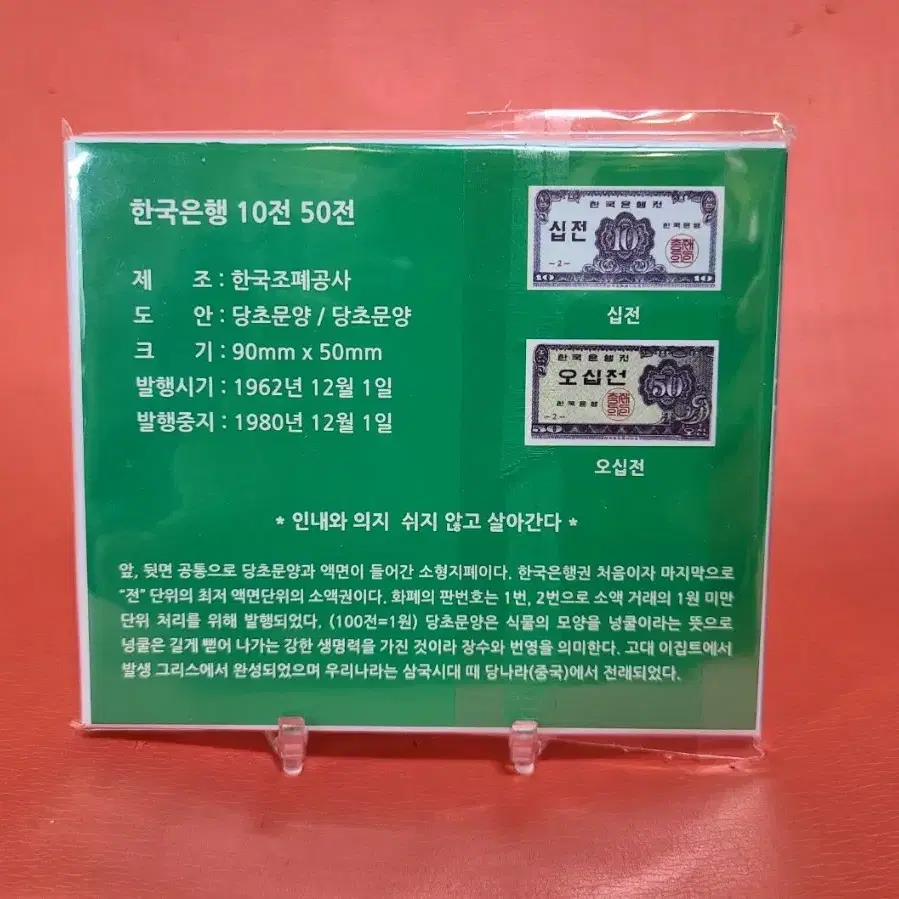 한국은행 10전 50전
제 조 : 한국조폐공사
도 안 : 당초문양 / 당초문양
크 기 : 90mm x 50mm
발행시기 : 1962년 12월 1일
발행중지 : 1980년 12월 1일
한국은행권
십전
10
한국은행
-2-
10
10
십전
한국은행권
오십전
50
한국은행
-2-
50
오십전
* 인내와 의지 쉬지 않고 살아간다 *
앞, 뒷면 공통으로 당초문양과 액면이 들어간 소형지폐이다. 한국은행권 처음이자 마지막으로
"전" 단위의 최저 액면단위의 소액권이다. 화폐의 판번호는 1번, 2번으로 소액 거래의 1원 미만
단위 처리를 위해 발행되었다. (100전=1원) 당초문양은 식물의 모양을 넝쿨이라는 뜻으로
넝쿨은 길게 뻗어 나가는 강한 생명력을 가진 것이라 장수와 번영을 의미한다. 고대 이집트에서
발생 그리스에서 완성되었으며 우리나라는 삼국시대 때 당나라(중국)에서 전래되었다.